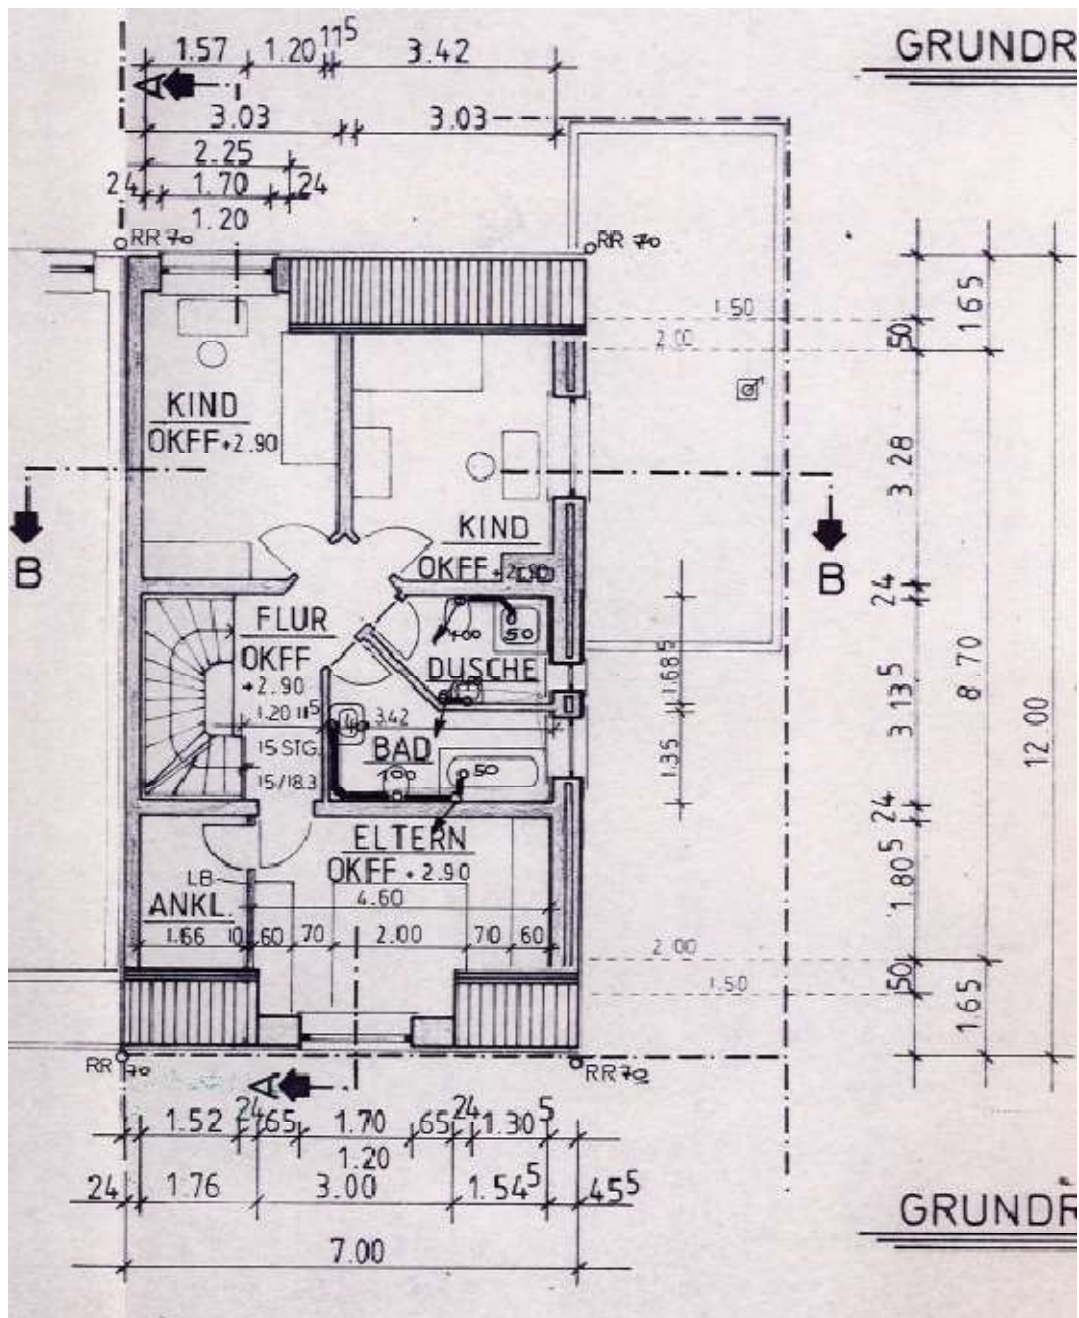 1.57 1.20 11⁵ 3.42 GRUNDR
A
3.03 3.03
2.25
24 1.70 24
1.20
RR 70 RR 70
1.50
2.00
50 1.65
KIND
OKFF +2.90
3.28
KIND
OKFF +2.90
B B
24
FLUR
OKFF
+2.90
100 50
DUSCHE
1.685
3.135
8.70
12.00
1.20 11⁵ 3.42
15 STG.
15/18.3
BAD
100 50
1.35
24
ELTERN
OKFF +2.90
LB
4.60
ANKL.
1.66 10 60 70 2.00 70 60
1.80⁵
2.00
1.50
50 1.65
RR 70 RR 70
A
1.52 24 65 1.70 65 24 1.30⁵
1.20
24 1.76 3.00 1.54⁵ 45⁵
GRUNDR
7.00